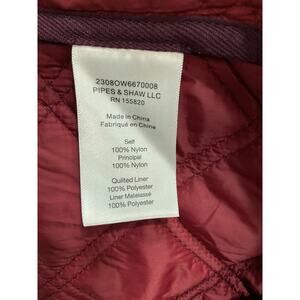 2308OW6670008
PIPES & SHAW LLC
RN 155820
Made in China
Fabriqué en China
Self
100% Nylon
Principal
100% Nylon
Quilted Liner
100% Polyester
Liner Matelassé
100% Polyester